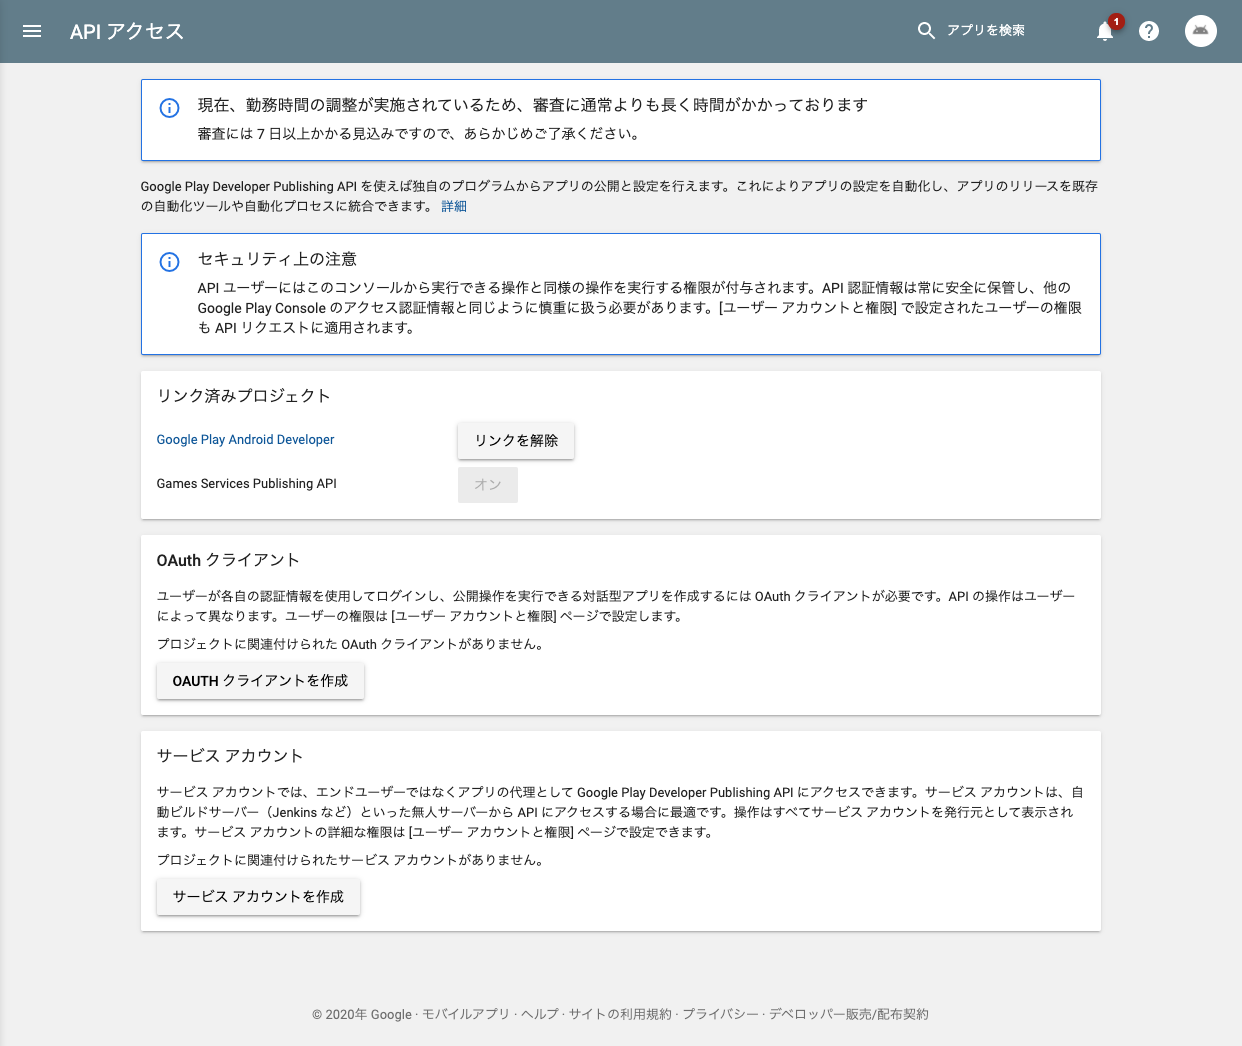 API アクセス
アプリを検索
1
現在、勤務時間の調整が実施されているため、審査に通常よりも長く時間がかかっております
審査には 7 日以上かかる見込みですので、あらかじめご了承ください。
Google Play Developer Publishing API を使えば独自のプログラムからアプリの公開と設定を行えます。これによりアプリの設定を自動化し、アプリのリリースを既存
の自動化ツールや自動化プロセスに統合できます。 詳細
セキュリティ上の注意
API ユーザーにはこのコンソールから実行できる操作と同様の操作を実行する権限が付与されます。API 認証情報は常に安全に保管し、他の
Google Play Console のアクセス認証情報と同じように慎重に扱う必要があります。[ユーザー アカウントと権限] で設定されたユーザーの権限
も API リクエストに適用されます。
リンク済みプロジェクト
Google Play Android Developer
リンクを解除
Games Services Publishing API
オン
OAuth クライアント
ユーザーが各自の認証情報を使用してログインし、公開操作を実行できる対話型アプリを作成するには OAuth クライアントが必要です。API の操作はユーザー
によって異なります。ユーザーの権限は [ユーザー アカウントと権限] ページで設定します。
プロジェクトに関連付けられた OAuth クライアントがありません。
OAUTH クライアントを作成
サービス アカウント
サービス アカウントでは、エンドユーザーではなくアプリの代理として Google Play Developer Publishing API にアクセスできます。サービス アカウントは、自
動ビルドサーバー（Jenkins など）といった無人サーバーから API にアクセスする場合に最適です。操作はすべてサービス アカウントを発行元として表示され
ます。サービス アカウントの詳細な権限は [ユーザー アカウントと権限] ページで設定できます。
プロジェクトに関連付けられたサービス アカウントがありません。
サービス アカウントを作成
© 2020年 Google · モバイルアプリ · ヘルプ · サイトの利用規約 · プライバシー · デベロッパー販売/配布契約